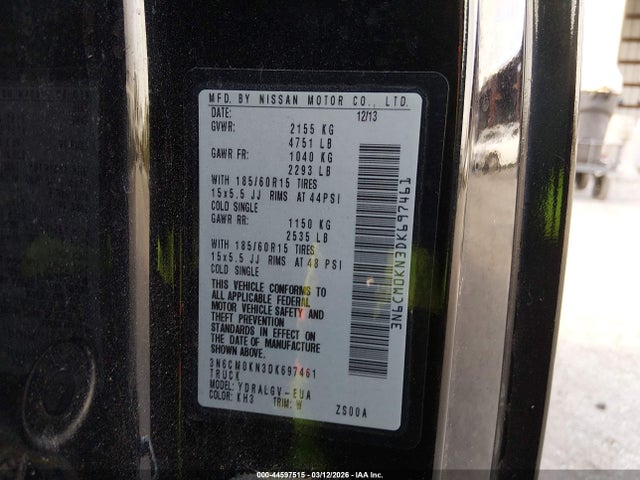 MFD. BY NISSAN MOTOR CO., LTD.
DATE: 12/13
GVWR: 2155 KG
4751 LB
GAWR FR: 1040 KG
2293 LB
WITH 185/60R15 TIRES
15x5.5 JJ RIMS AT 44PSI
COLD SINGLE
GAWR RR: 1150 KG
2535 LB
WITH 185/60R15 TIRES
15x5.5 JJ RIMS AT 48 PSI
COLD SINGLE
THIS VEHICLE CONFORMS TO
ALL APPLICABLE FEDERAL
MOTOR VEHICLE SAFETY AND
THEFT PREVENTION
STANDARDS IN EFFECT ON
THE DATE OF MANUFACTURE
SHOWN ABOVE.
3N6CM0KN3DK697461
TRUCK
MODEL: YDRALGV-EUA
COLOR: KH3 TRIM: W ZS00A
3N6CM0KN3DK697461
000-44597515 - 03/12/2026 - IAA Inc.